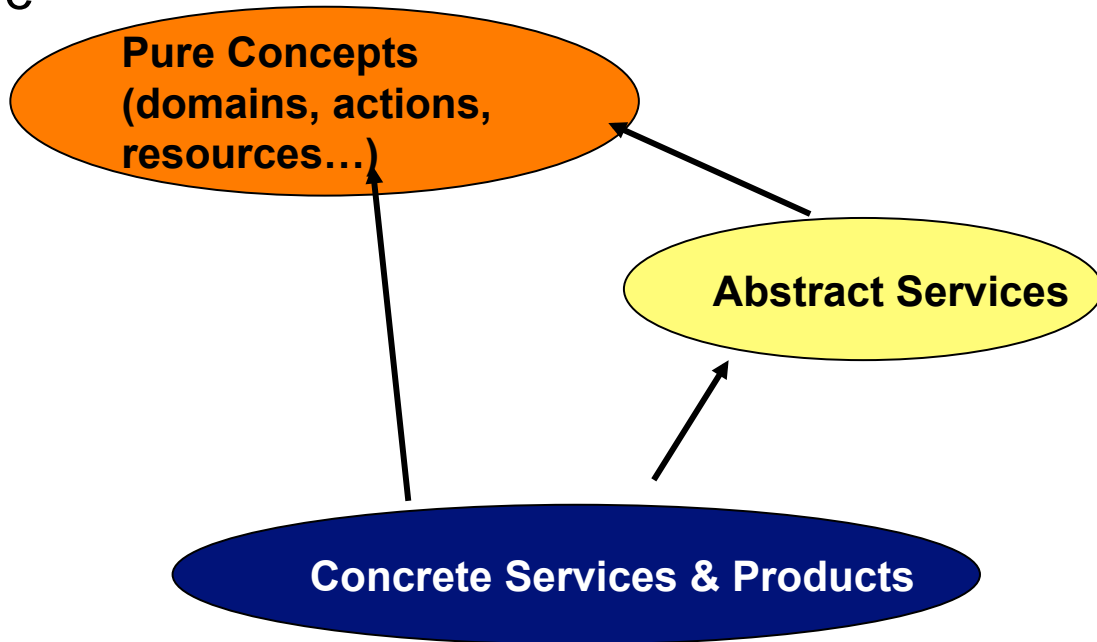 Pure Concepts
(domains, actions,
resources…)
Abstract Services
Concrete Services & Products